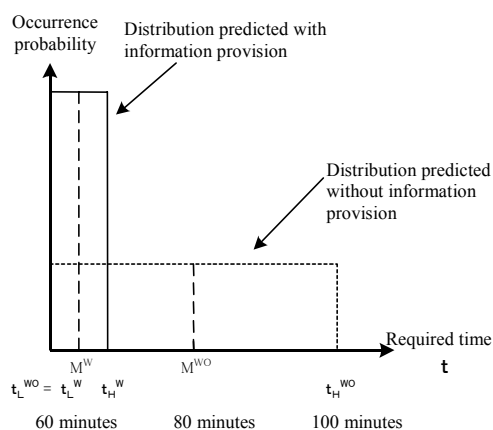 Occurrence
probability
Distribution predicted with
information provision
Distribution predicted
without information
provision
Required time
t
M^W M^WO
t_L^WO = t_L^W t_H^W t_H^WO
60 minutes 80 minutes 100 minutes